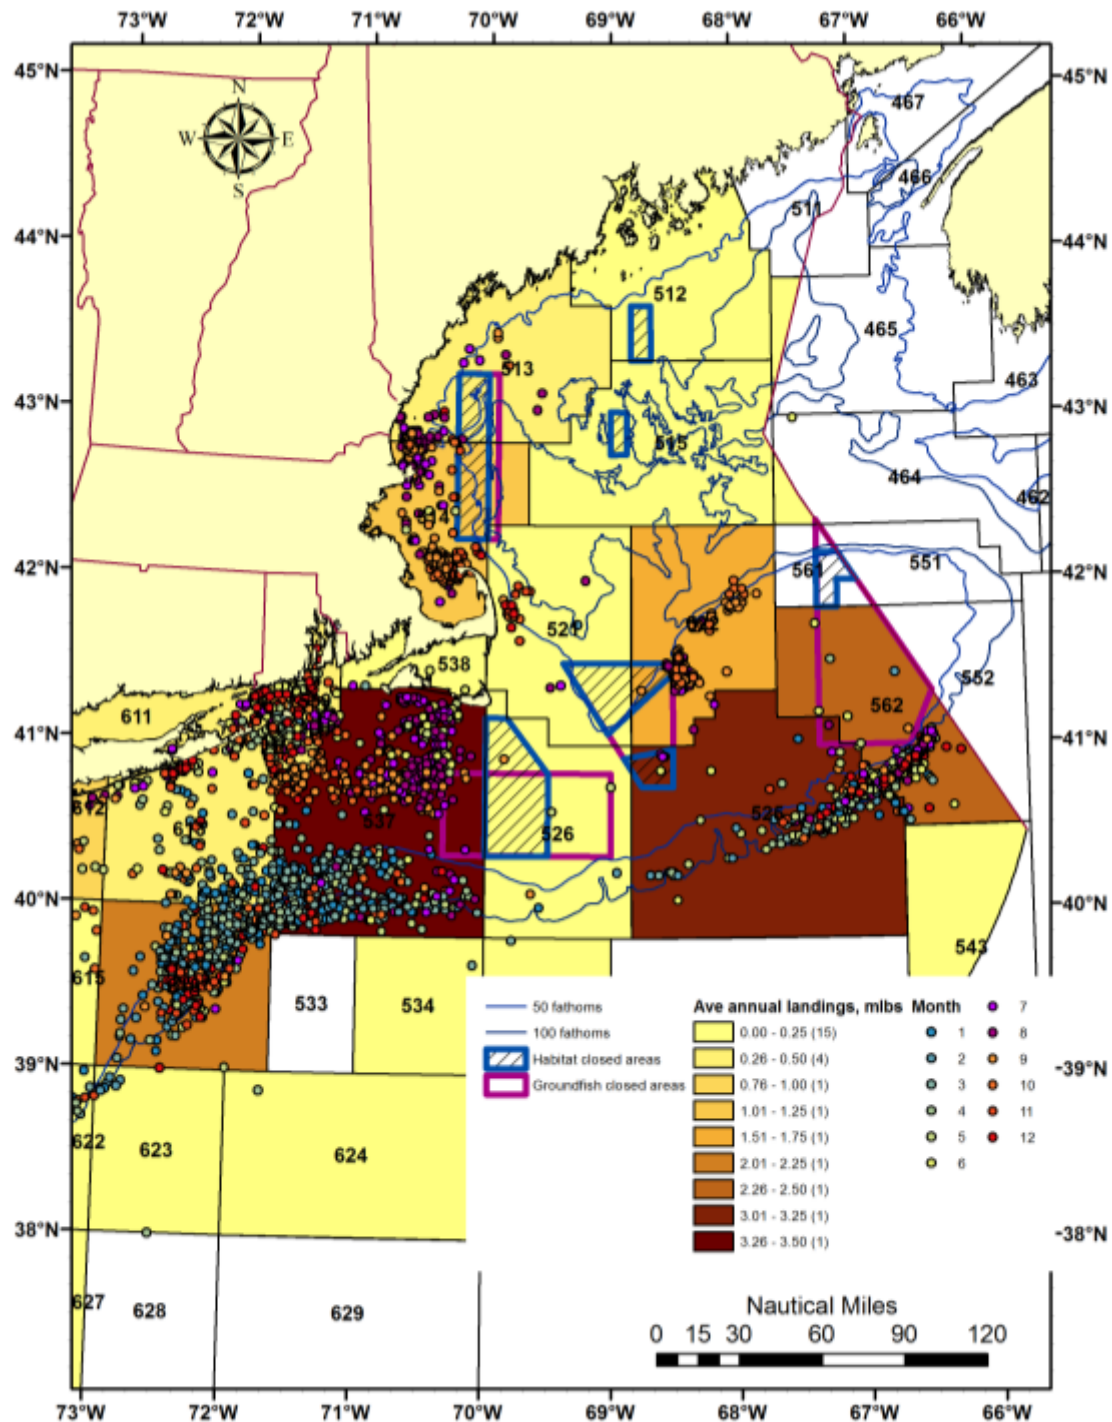 73°W 72°W 71°W 70°W 69°W 68°W 67°W 66°W
45°N 45°N
N
W E
S
467
466
511
44°N 44°N
512
465
513
463
43°N 43°N
515
464
462
551
42°N 42°N
561
521
522
538
552
611
562
41°N 41°N
612
537
526
525
613
40°N 40°N
543
615
533
534
50 fathoms
100 fathoms
Habitat closed areas
Groundfish closed areas
Ave annual landings, mlbs
0.00 - 0.25 (15)
0.26 - 0.50 (4)
0.76 - 1.00 (1)
1.01 - 1.25 (1)
1.51 - 1.75 (1)
2.01 - 2.25 (1)
2.26 - 2.50 (1)
3.01 - 3.25 (1)
3.26 - 3.50 (1)
Month
1
2
3
4
5
6
7
8
9
10
11
12
39°N 39°N
622
623
624
38°N 38°N
627
628
629
Nautical Miles
0 15 30 60 90 120
73°W 72°W 71°W 70°W 69°W 68°W 67°W 66°W